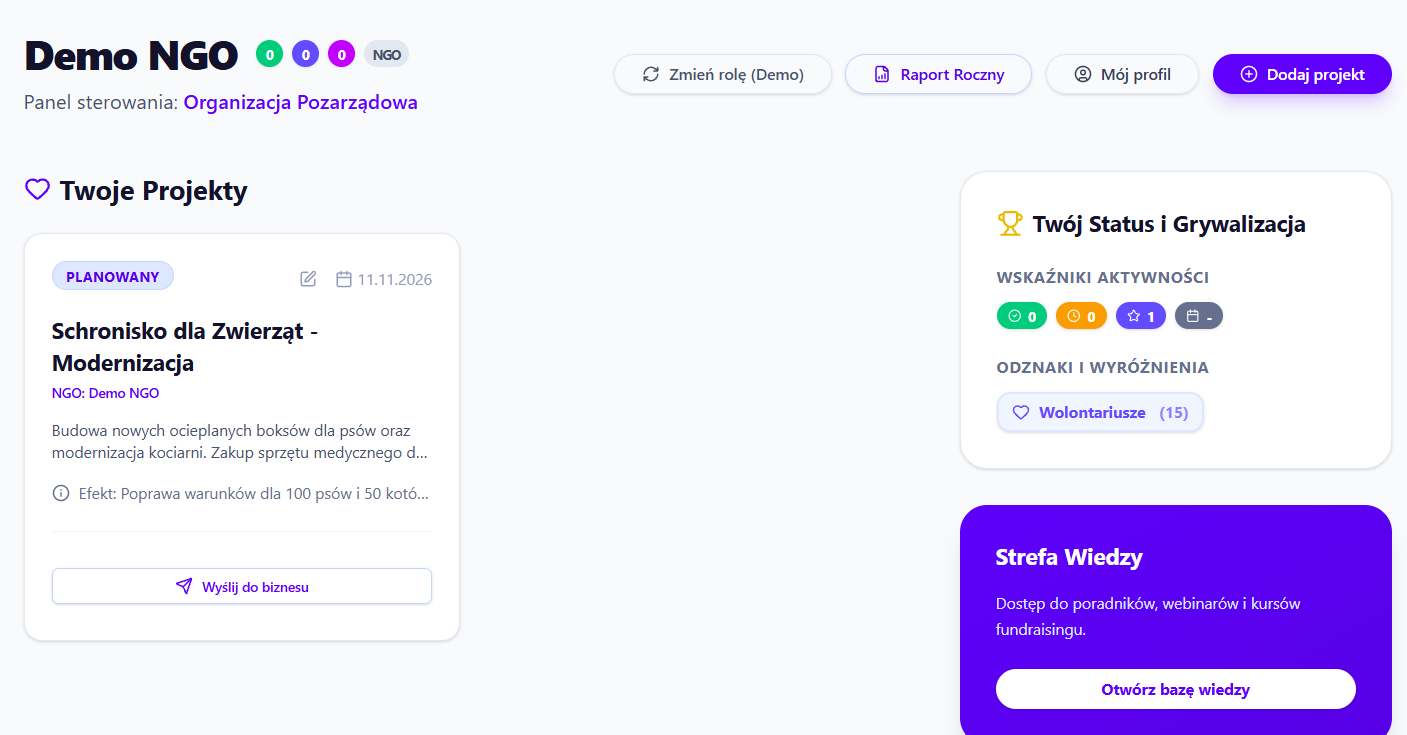 Demo NGO 0 0 0 NGO
Panel sterowania: Organizacja Pozarządowa
Zmień rolę (Demo) Raport Roczny Mój profil Dodaj projekt
Twoje Projekty
PLANOWANY 11.11.2026
Schronisko dla Zwierząt -
Modernizacja
NGO: Demo NGO
Budowa nowych ocieplanych boksów dla psów oraz
modernizacja kociarni. Zakup sprzętu medycznego d...
Efekt: Poprawa warunków dla 100 psów i 50 kotó...
Wyślij do biznesu
Twój Status i Grywalizacja
WSKAŹNIKI AKTYWNOŚCI
0 0 1 -
ODZNAKI I WYRÓŻNIENIA
Wolontariusze (15)
Strefa Wiedzy
Dostęp do poradników, webinarów i kursów
fundraisingu.
Otwórz bazę wiedzy